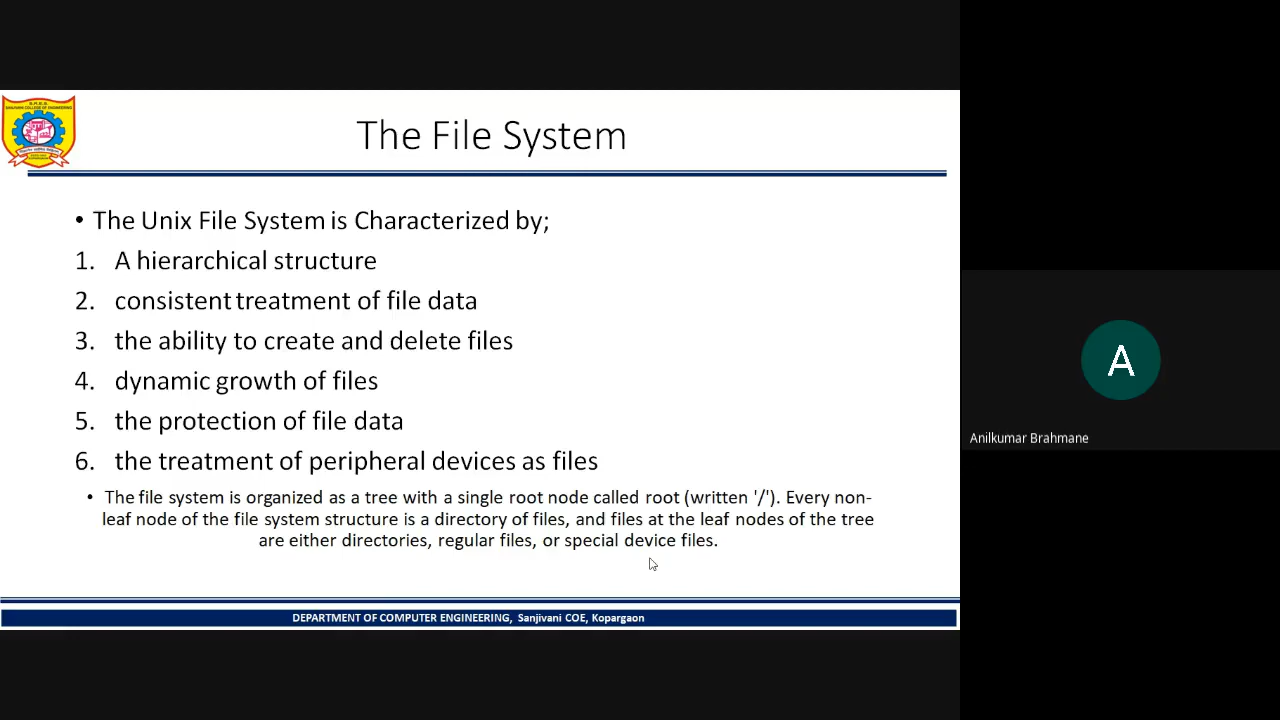 The File System
• The Unix File System is Characterized by;
1. A hierarchical structure
2. consistent treatment of file data
3. the ability to create and delete files
4. dynamic growth of files
5. the protection of file data
6. the treatment of peripheral devices as files
• The file system is organized as a tree with a single root node called root (written '/'). Every non-
leaf node of the file system structure is a directory of files, and files at the leaf nodes of the tree
are either directories, regular files, or special device files.
DEPARTMENT OF COMPUTER ENGINEERING, Sanjivani COE, Kopargaon
A
Anilkumar Brahmane